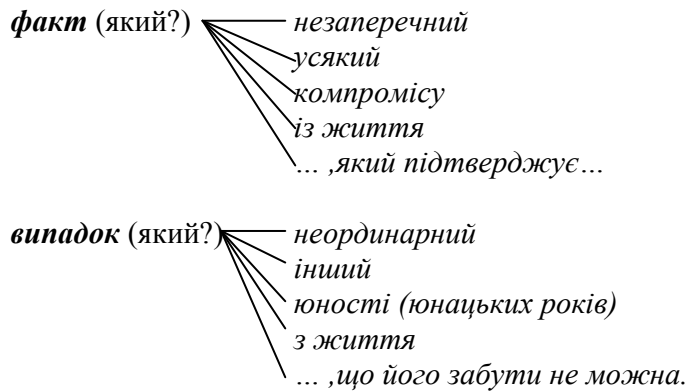 факт (який?) незаперечний
усякий
компромісу
із життя
... ,який підтверджує...
випадок (який?) неординарний
інший
юності (юнацьких років)
з життя
... ,що його забути не можна.